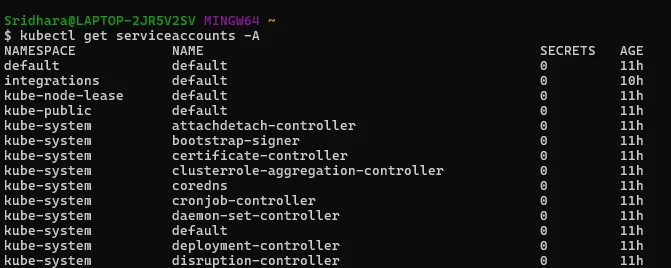 Sridhara@LAPTOP-2JR5V2SV MINGW64 ~
$ kubectl get serviceaccounts -A
NAMESPACE NAME SECRETS AGE
default default 0 11h
integrations default 0 10h
kube-node-lease default 0 11h
kube-public default 0 11h
kube-system attachdetach-controller 0 11h
kube-system bootstrap-signer 0 11h
kube-system certificate-controller 0 11h
kube-system clusterrole-aggregation-controller 0 11h
kube-system coredns 0 11h
kube-system cronjob-controller 0 11h
kube-system daemon-set-controller 0 11h
kube-system default 0 11h
kube-system deployment-controller 0 11h
kube-system disruption-controller 0 11h